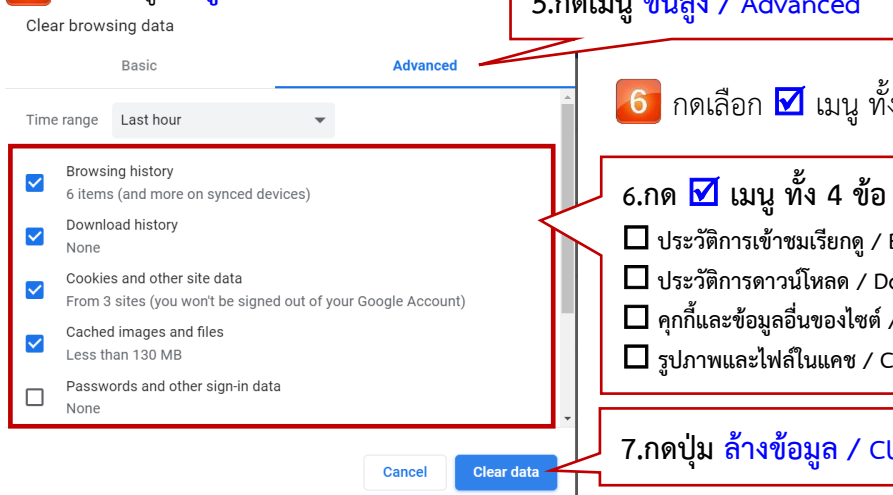 5.กดเมนู ขั้นสูง / Advanced
Clear browsing data
Basic
Advanced
Time range
Last hour
6 กดเลือก เมนู
Browsing history
6 items (and more on synced devices)
Download history
None
Cookies and other site data
From 3 sites (you won't be signed out of your Google Account)
Cached images and files
Less than 130 MB
Passwords and other sign-in data
None
6.กด เมนู ทั้ง 4 ข้อ
ประวัติการเข้าชมเรียกดู /
ประวัติการดาวน์โหลด /
คุกกี้และข้อมูลอื่นของไซต์ /
รูปภาพและไฟล์ในแคช /
Cancel
Clear data
7.กดปุ่ม ล้างข้อมูล /